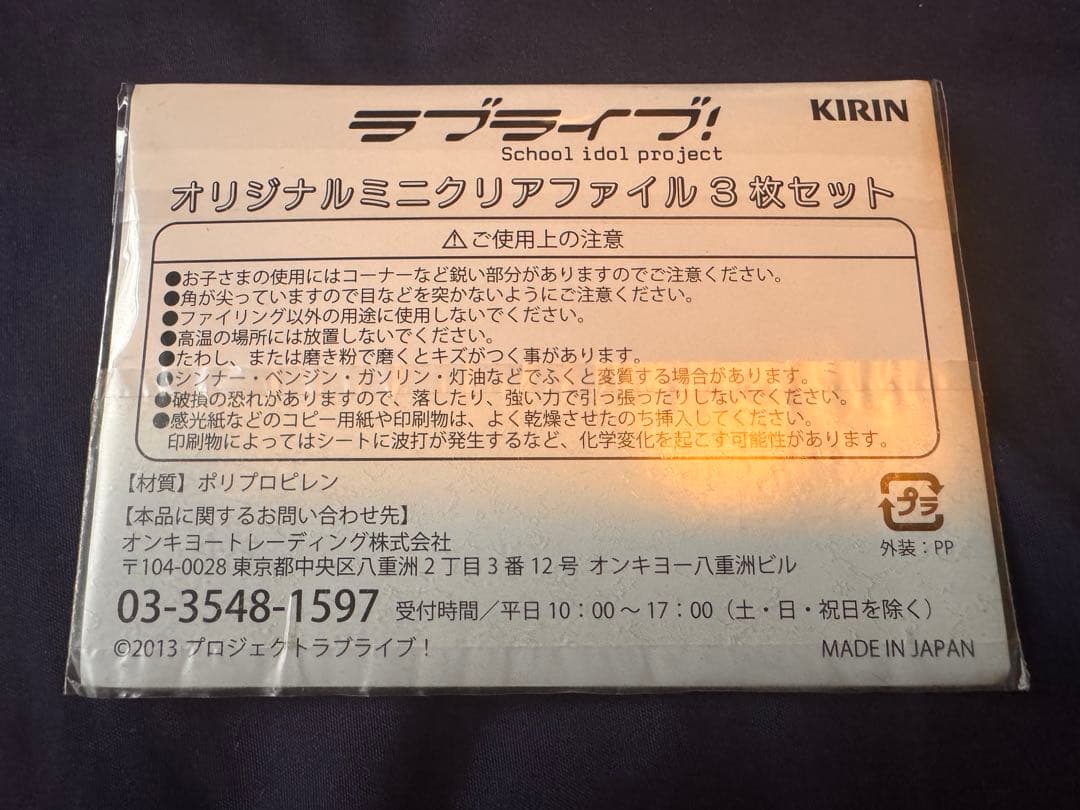 ラブライブ!
School idol project
KIRIN
オリジナルミニクリアファイル3枚セット
⚠ご使用上の注意
●お子さまの使用にはコーナーなど鋭い部分がありますのでご注意ください。
●角が尖っていますので目などを突かないようにご注意ください。
●ファイリング以外の用途に使用しないでください。
●高温の場所には放置しないでください。
●たわし、または磨き粉で磨くとキズがつく事があります。
●シンナー・ベンジン・ガソリン・灯油などでふくと変質する場合があります。
●破損の恐れがありますので、落したり、強い力で引っ張ったりしないでください。
●感光紙などのコピー用紙や印刷物は、よく乾燥させたのち挿入してください。
印刷物によってはシートに波打が発生するなど、化学変化を起こす可能性があります。
【材質】ポリプロピレン
【本品に関するお問い合わせ先】
オンキヨートレーディング株式会社
〒104-0028 東京都中央区八重洲2丁目3番12号 オンキヨー八重洲ビル
03-3548-1597 受付時間/平日10:00～17:00(土・日・祝日を除く)
©2013 プロジェクトラブライブ!
プラ
外装:PP
MADE IN JAPAN